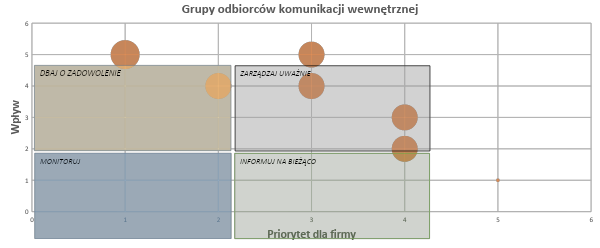 Grupy odbiorców komunikacji wewnętrznej
6
5
DBAJ O ZADOWOLENIE
ZARZĄDZAJ UWAŻNIE
4
Wpływ
3
2
MONITORUJ
INFORMUJ NA BIEŻĄCO
1
0
0 1 2 3 4 5 6
Priorytet dla firmy